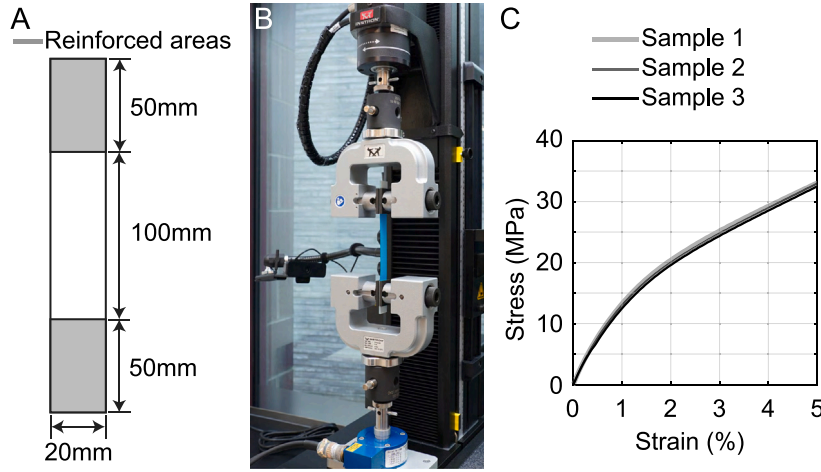 A
Reinforced areas
50mm
100mm
50mm
20mm
B
INSTRON
C
Sample 1
Sample 2
Sample 3
40
30
20
10
0
Stress (MPa)
0 1 2 3 4 5
Strain (%)